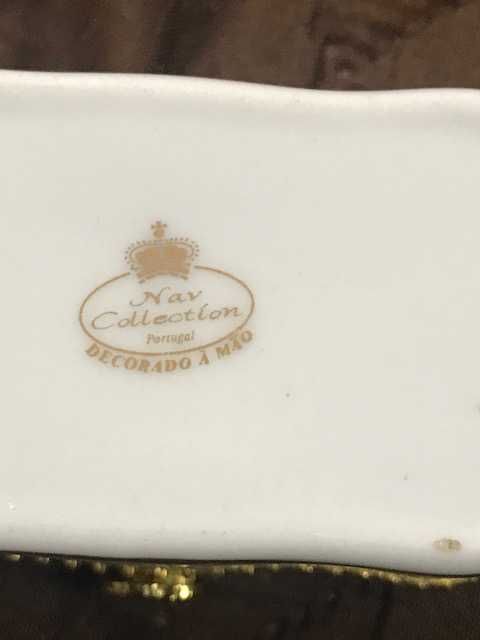 Nav
Collection
Portugal
DECORADO À MÃO